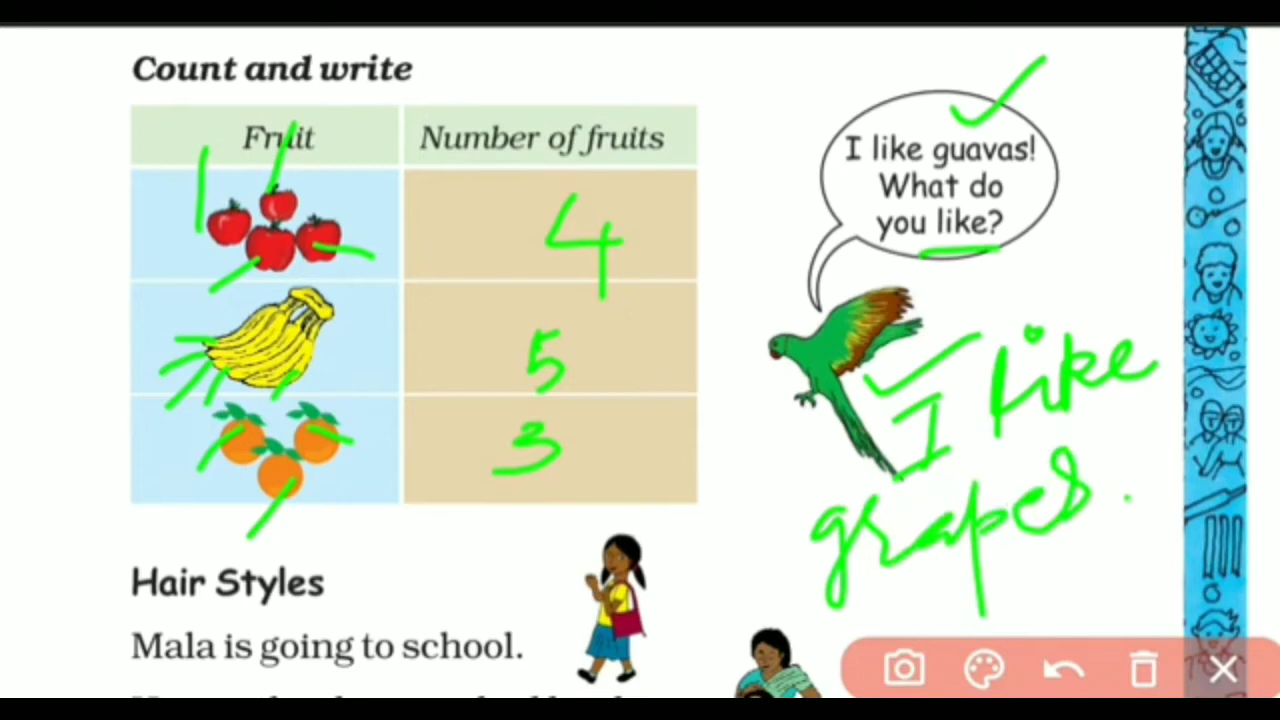 Count and write
Fruit Number of fruits
4
5
3
I like guavas!
What do
you like?
I like
grapes.
Hair Styles
Mala is going to school.